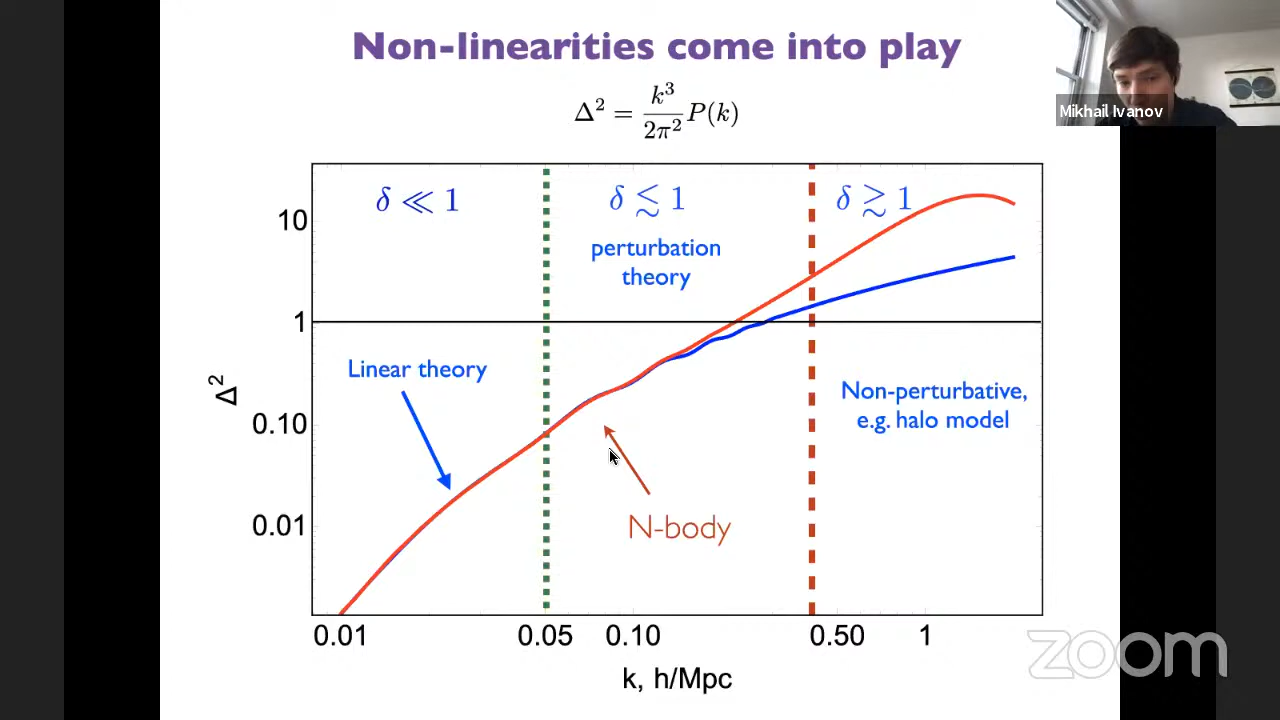 Non-linearities come into play
Δ² = k³/2π² P(k)
Mikhail Ivanov
δ ≪ 1
δ ≲ 1
δ ≳ 1
perturbation
theory
10
1
0.10
0.01
Δ²
Linear theory
N-body
Non-perturbative,
e.g. halo model
0.01
0.05
0.10
0.50
1
k, h/Mpc
zoom